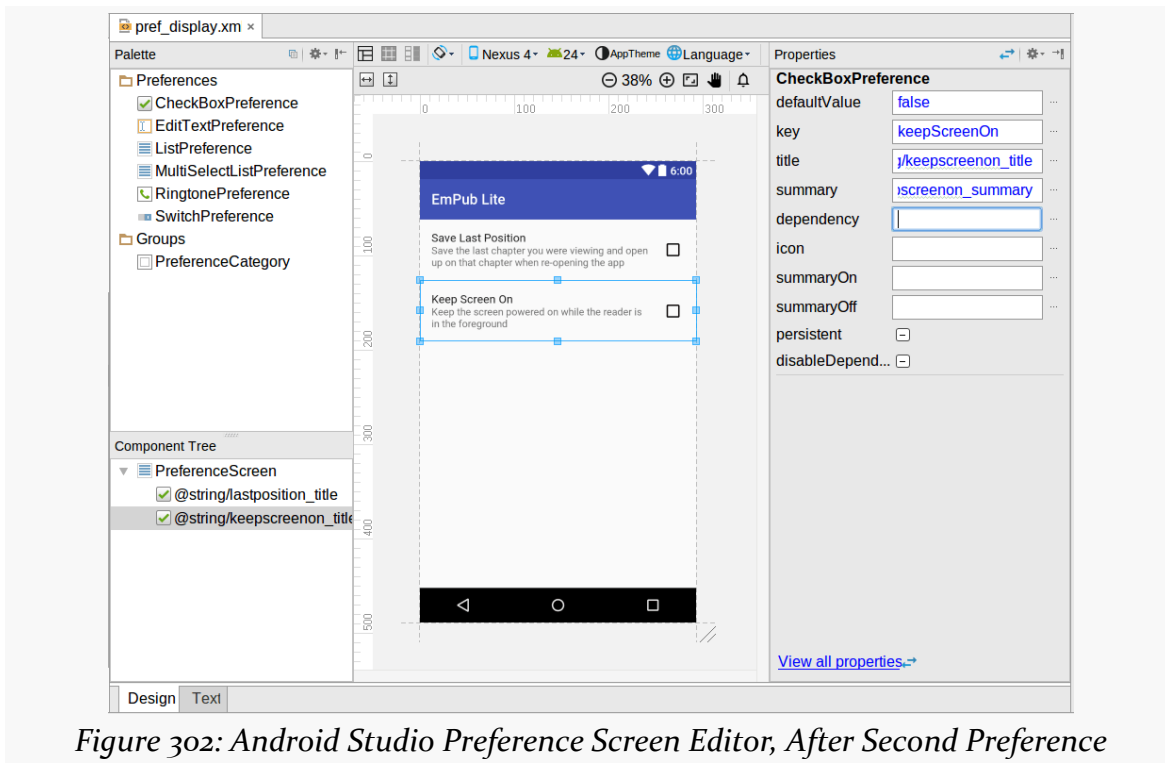 pref_display.xm ×
Palette
Nexus 4 24 AppTheme Language
Properties
Preferences
CheckBoxPreference
EditTextPreference
ListPreference
MultiSelectListPreference
RingtonePreference
SwitchPreference
Groups
PreferenceCategory
38%
0 100 200 300
0
100
200
300
400
500
6:00
EmPub Lite
Save Last Position
Save the last chapter you were viewing and open
up on that chapter when re-opening the app
Keep Screen On
Keep the screen powered on while the reader is
in the foreground
CheckBoxPreference
defaultValue false
key keepScreenOn
title g/keepscreenon_title
summary oscreenon_summary
dependency
icon
summaryOn
summaryOff
persistent
disableDepend...
View all properties
Component Tree
PreferenceScreen
@string/lastposition_title
@string/keepscreenon_title
Design Text
Figure 302: Android Studio Preference Screen Editor, After Second Preference